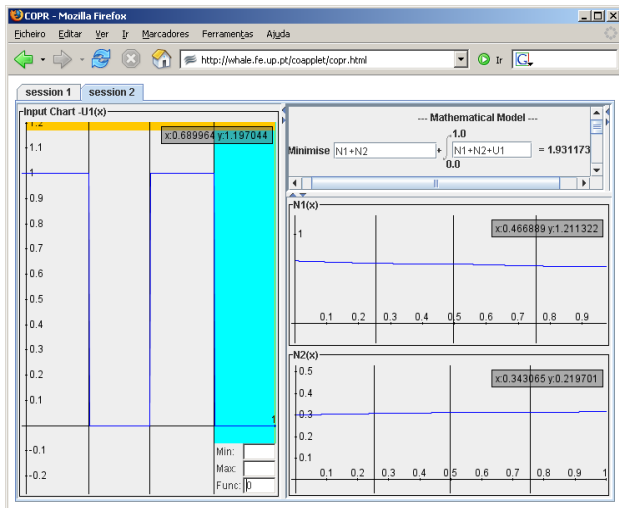 COPR - Mozilla Firefox
Ficheiro Editar Ver Ir Marcadores Ferramentas Ajuda
http://whale.fe.up.pt/coapplet/copr.html Ir G
session 1 session 2
Input Chart -U1(x)
1.2
x:0.689964 y:1.197044
1.1
1
0.9
0.8
0.7
0.6
0.5
0.4
0.3
0.1
1
-0.1
-0.2
Min:
Max:
Func: 0
--- Mathematical Model ---
1.0
Minimise N1+N2 + N1+N2+U1 = 1.931173
0.0
N1(x)
x:0.466889 y:1.211322
1
0.1 0.2 0.3 0.4 0.5 0.6 0.7 0.8 0.9
N2(x)
0.5
x:0.343065 y:0.219701
0.4
0.3
0.2
0.1
0.1 0.2 0.3 0.4 0.5 0.6 0.7 0.8 0.9 1